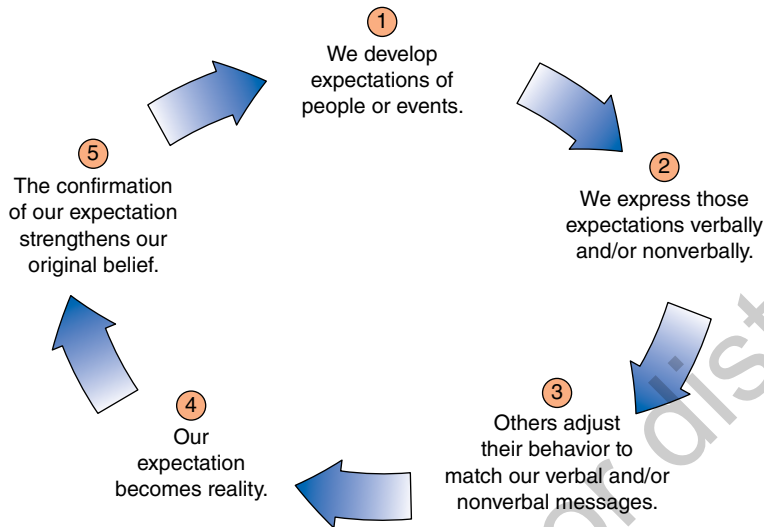 1
We develop
expectations of
people or events.
2
We express those
expectations verbally
and/or nonverbally.
3
Others adjust
their behavior to
match our verbal and/or
nonverbal messages.
4
Our
expectation
becomes reality.
5
The confirmation
of our expectation
strengthens our
original belief.
or dist